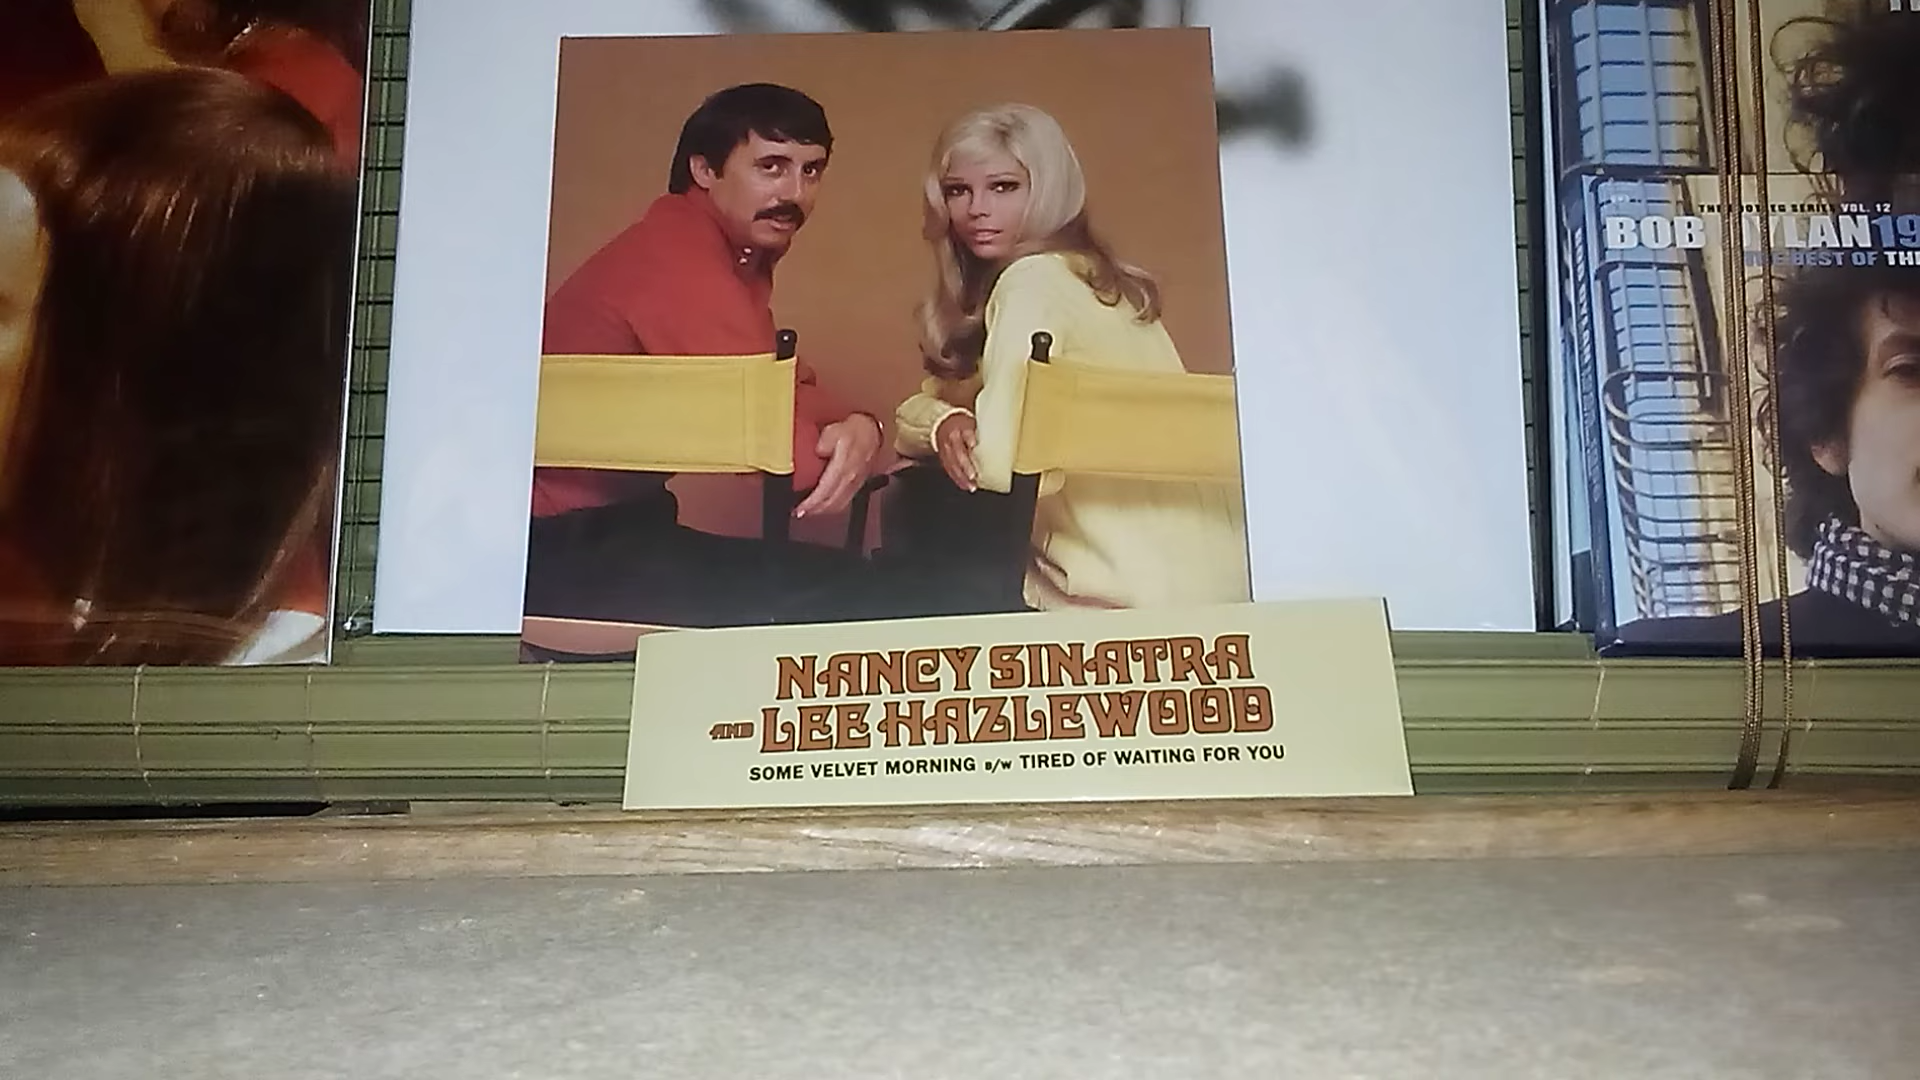 NANCY SINATRA
AND LEE HAZLEWOOD
SOME VELVET MORNING B/W TIRED OF WAITING FOR YOU
THE BOOTLEG SERIES VOL. 12
BOB DYLAN 19
THE BEST OF THE